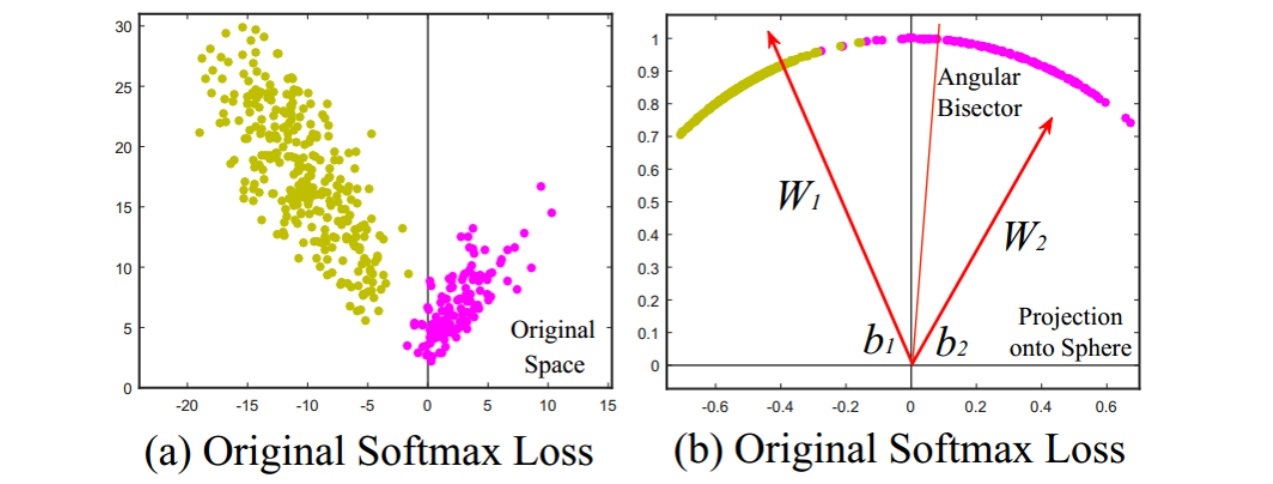 30
25
20
15
10
5
0
-20 -15 -10 -5 0 5 10 15
Original
Space
(a) Original Softmax Loss
1
0.9
0.8
0.7
0.6
0.5
0.4
0.3
0.2
0.1
0
-0.6 -0.4 -0.2 0 0.2 0.4 0.6
Angular
Bisector
W1
W2
b1 b2
Projection
onto Sphere
(b) Original Softmax Loss